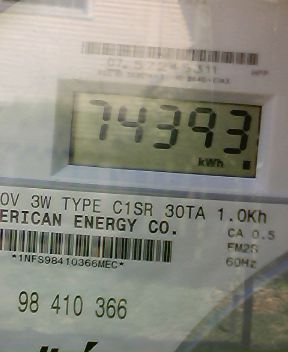 74393
kWh
0V 3W TYPE C1SR 30TA 1.0Kh
ERICAN ENERGY CO.
CA 0.5
FM2S
60Hz
*1NFS98410366MEC*
98 410 366